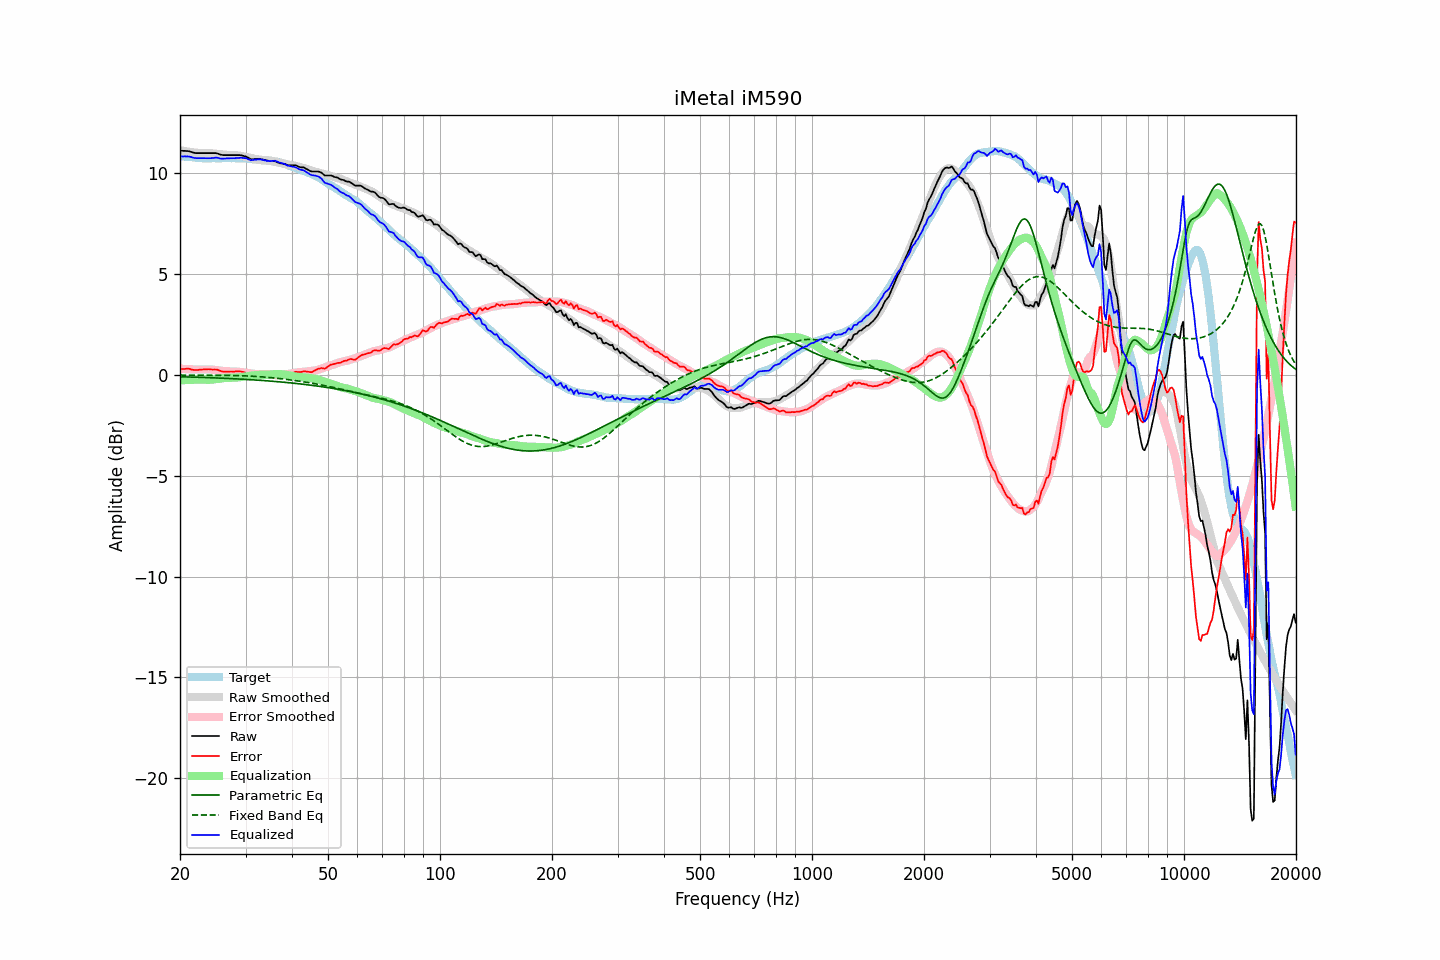 iMetal iM590
Amplitude (dBr)
10
5
0
−5
−10
−15
−20
Target
Raw Smoothed
Error Smoothed
Raw
Error
Equalization
Parametric Eq
Fixed Band Eq
Equalized
20 50 100 200 500 1000 2000 5000 10000 20000
Frequency (Hz)